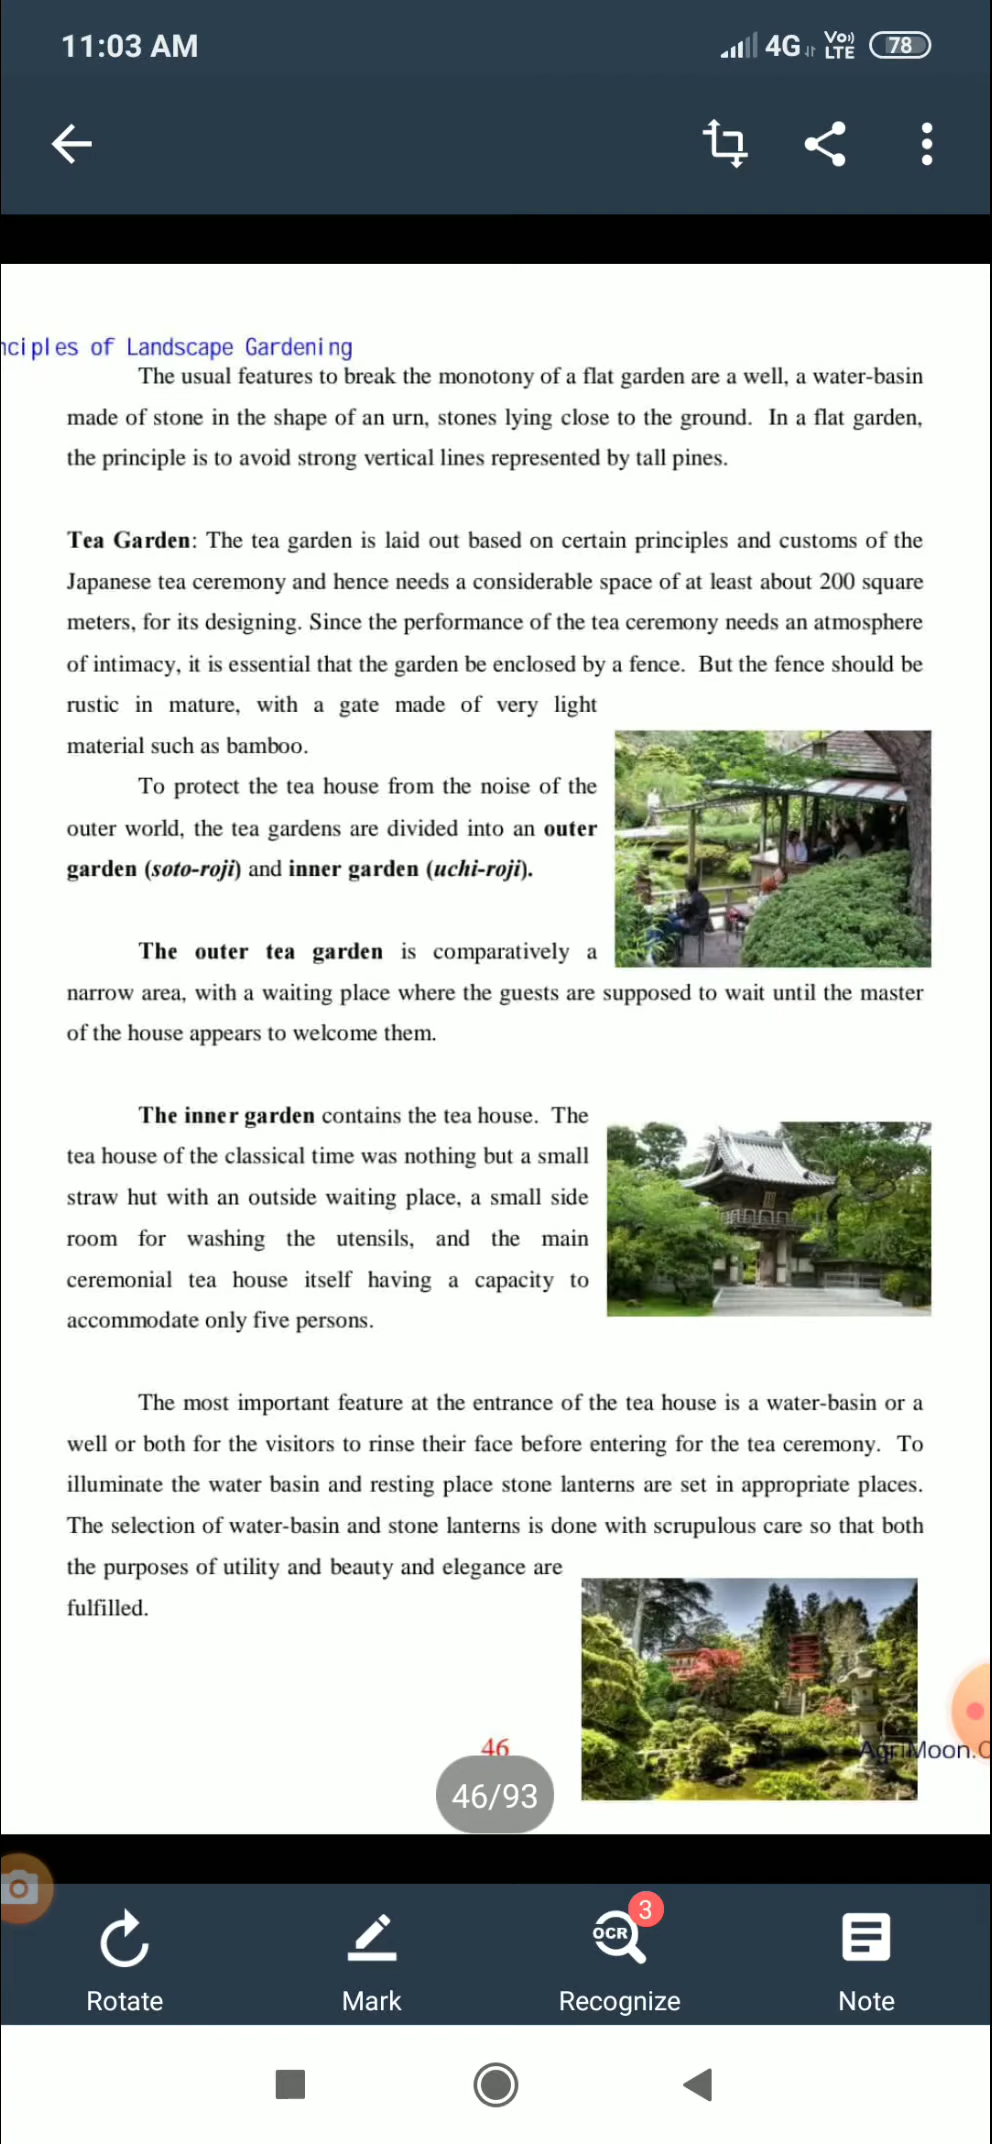 11:03 AM
4G
Vo))
LTE
78
nciples of Landscape Gardening
The usual features to break the monotony of a flat garden are a well, a water-basin
made of stone in the shape of an urn, stones lying close to the ground. In a flat garden,
the principle is to avoid strong vertical lines represented by tall pines.
Tea Garden: The tea garden is laid out based on certain principles and customs of the
Japanese tea ceremony and hence needs a considerable space of at least about 200 square
meters, for its designing. Since the performance of the tea ceremony needs an atmosphere
of intimacy, it is essential that the garden be enclosed by a fence. But the fence should be
rustic in mature, with a gate made of very light
material such as bamboo.
To protect the tea house from the noise of the
outer world, the tea gardens are divided into an outer
garden (soto-roji) and inner garden (uchi-roji).
The outer tea garden is comparatively a
narrow area, with a waiting place where the guests are supposed to wait until the master
of the house appears to welcome them.
The inner garden contains the tea house. The
tea house of the classical time was nothing but a small
straw hut with an outside waiting place, a small side
room for washing the utensils, and the main
ceremonial tea house itself having a capacity to
accommodate only five persons.
The most important feature at the entrance of the tea house is a water-basin or a
well or both for the visitors to rinse their face before entering for the tea ceremony. To
illuminate the water basin and resting place stone lanterns are set in appropriate places.
The selection of water-basin and stone lanterns is done with scrupulous care so that both
the purposes of utility and beauty and elegance are
fulfilled.
46
AgriMoon.C
46/93
Rotate
Mark
OCR
3
Recognize
Note